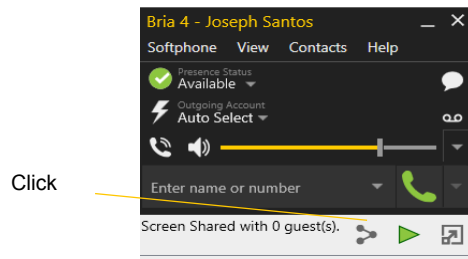 Bria 4 - Joseph Santos
Softphone View Contacts Help
Presence Status
Available
Outgoing Account
Auto Select
Enter name or number
Click
Screen Shared with 0 guest(s).